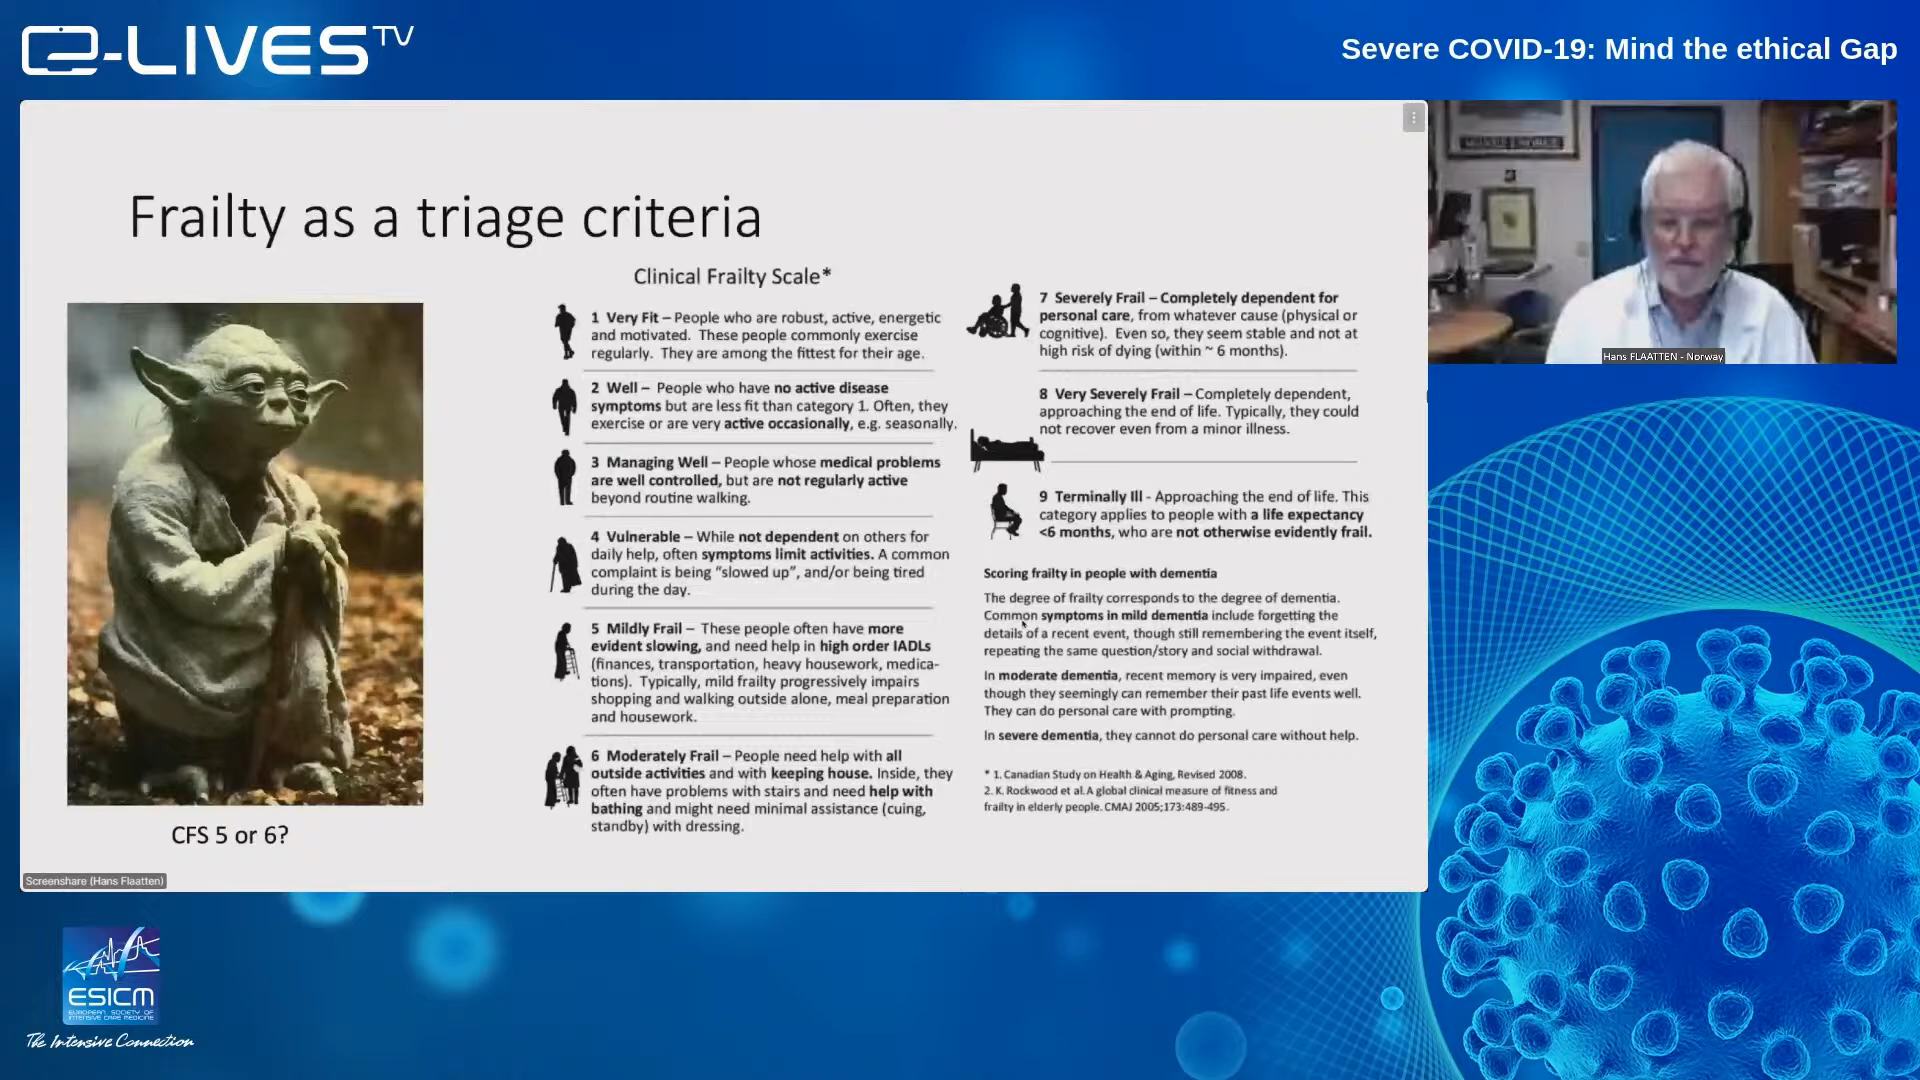 e-LIVES TV
Severe COVID-19: Mind the ethical Gap
Frailty as a triage criteria
Clinical Frailty Scale*
1 Very Fit – People who are robust, active, energetic
and motivated. These people commonly exercise
regularly. They are among the fittest for their age.
2 Well – People who have no active disease
symptoms but are less fit than category 1. Often, they
exercise or are very active occasionally, e.g. seasonally.
3 Managing Well – People whose medical problems
are well controlled, but are not regularly active
beyond routine walking.
4 Vulnerable – While not dependent on others for
daily help, often symptoms limit activities. A common
complaint is being “slowed up”, and/or being tired
during the day.
5 Mildly Frail – These people often have more
evident slowing, and need help in high order IADLs
(finances, transportation, heavy housework, medica-
tions). Typically, mild frailty progressively impairs
shopping and walking outside alone, meal preparation
and housework.
6 Moderately Frail – People need help with all
outside activities and with keeping house. Inside, they
often have problems with stairs and need help with
bathing and might need minimal assistance (cuing,
standby) with dressing.
7 Severely Frail – Completely dependent for
personal care, from whatever cause (physical or
cognitive). Even so, they seem stable and not at
high risk of dying (within ~ 6 months).
8 Very Severely Frail – Completely dependent,
approaching the end of life. Typically, they could
not recover even from a minor illness.
9 Terminally Ill - Approaching the end of life. This
category applies to people with a life expectancy
<6 months, who are not otherwise evidently frail.
Scoring frailty in people with dementia
The degree of frailty corresponds to the degree of dementia.
Common symptoms in mild dementia include forgetting the
details of a recent event, though still remembering the event itself,
repeating the same question/story and social withdrawal.
In moderate dementia, recent memory is very impaired, even
though they seemingly can remember their past life events well.
They can do personal care with prompting.
In severe dementia, they cannot do personal care without help.
* 1. Canadian Study on Health & Aging, Revised 2008.
2. K. Rockwood et al. A global clinical measure of fitness and
frailty in elderly people. CMAJ 2005;173:489-495.
CFS 5 or 6?
Screenshare (Hans Flaatten)
Hans FLAATTEN - Norway
ESICM
EUROPEAN SOCIETY OF
INTENSIVE CARE MEDICINE
The Intensive Connection